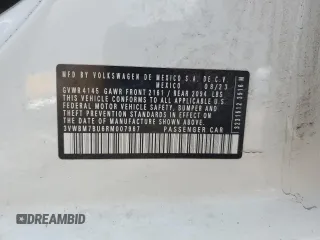 MFD BY VOLKSWAGEN DE MEXICO S.A. DE C.V.
MEXICO 08/23
GVWR 4145 GAWR FRONT 2161 / REAR 2094 LBS
THIS VEHICLE CONFORMS TO ALL APPLICABLE
FEDERAL MOTOR VEHICLE SAFETY, BUMPER, AND
THEFT PREVENTION STANDARDS IN EFFECT ON THE
DATE OF MANUFACTURE SHOWN ABOVE.
3VWBM7BU6RM007987 PASSENGER CAR
DREAMBID